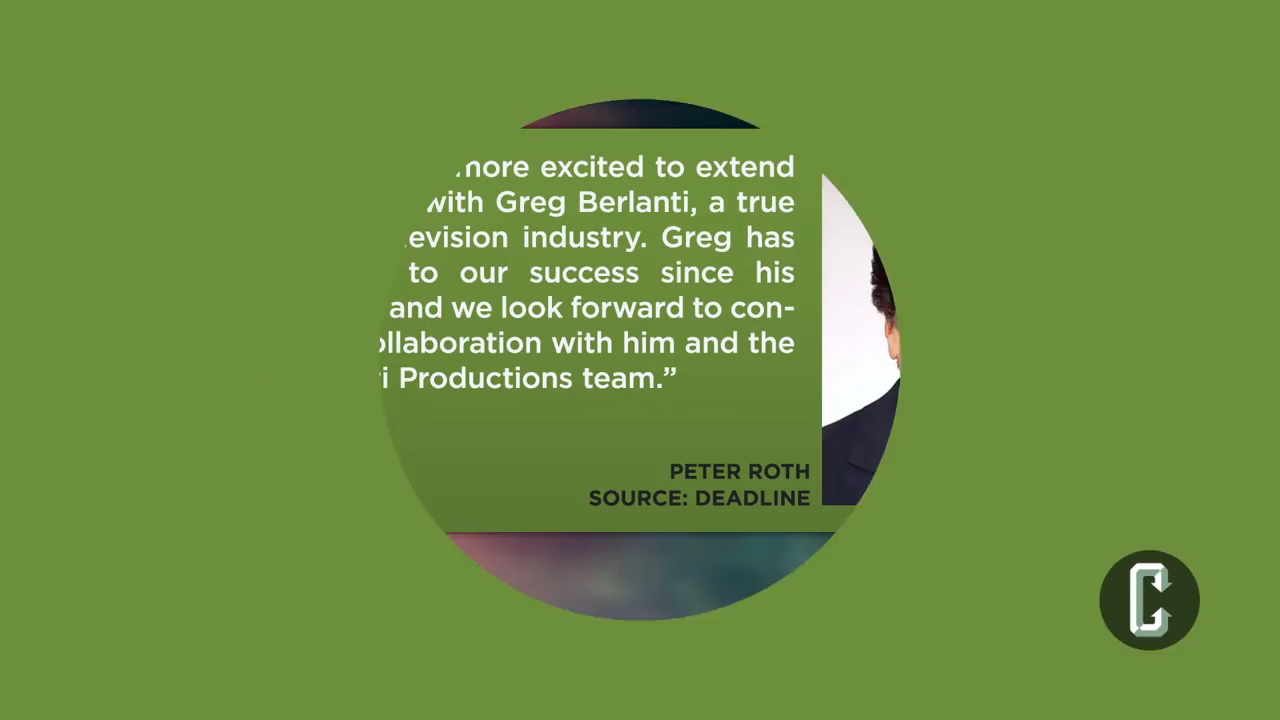 more excited to extend
with Greg Berlanti, a true
evision industry. Greg has
to our success since his
and we look forward to con-
ollaboration with him and the
i Productions team.”
PETER ROTH
SOURCE: DEADLINE